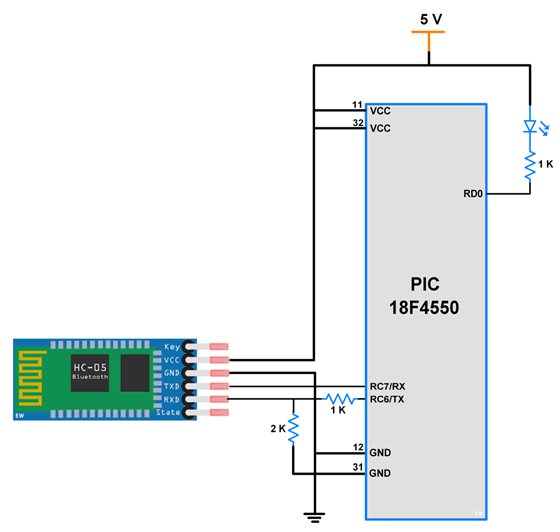 5 V
11 VCC
32 VCC
1 K
RD0
PIC
18F4550
Key
VCC
HC-05
Bluetooth
GND
TXD
RXD
State
EW
RC7/RX
RC6/TX
1 K
2 K
12 GND
31 GND